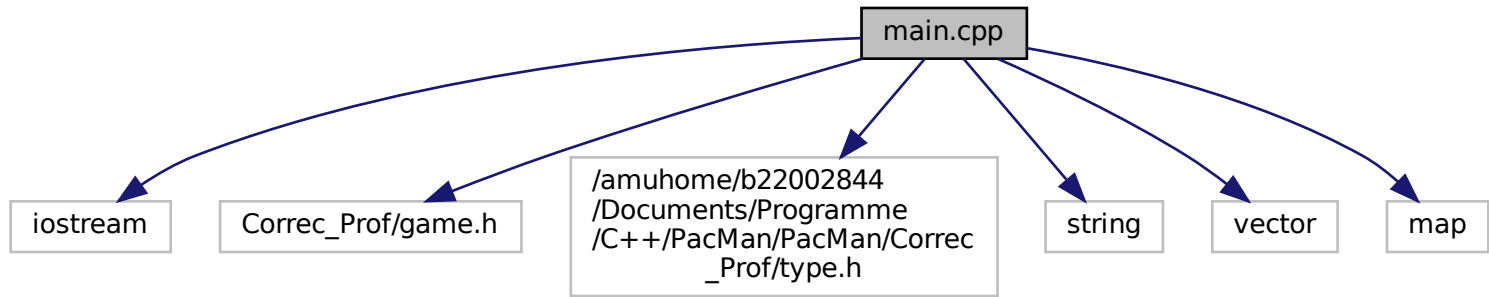 main.cpp
iostream
Correc_Prof/game.h
/amuhome/b22002844
/Documents/Programme
/C++/PacMan/PacMan/Correc
_Prof/type.h
string
vector
map